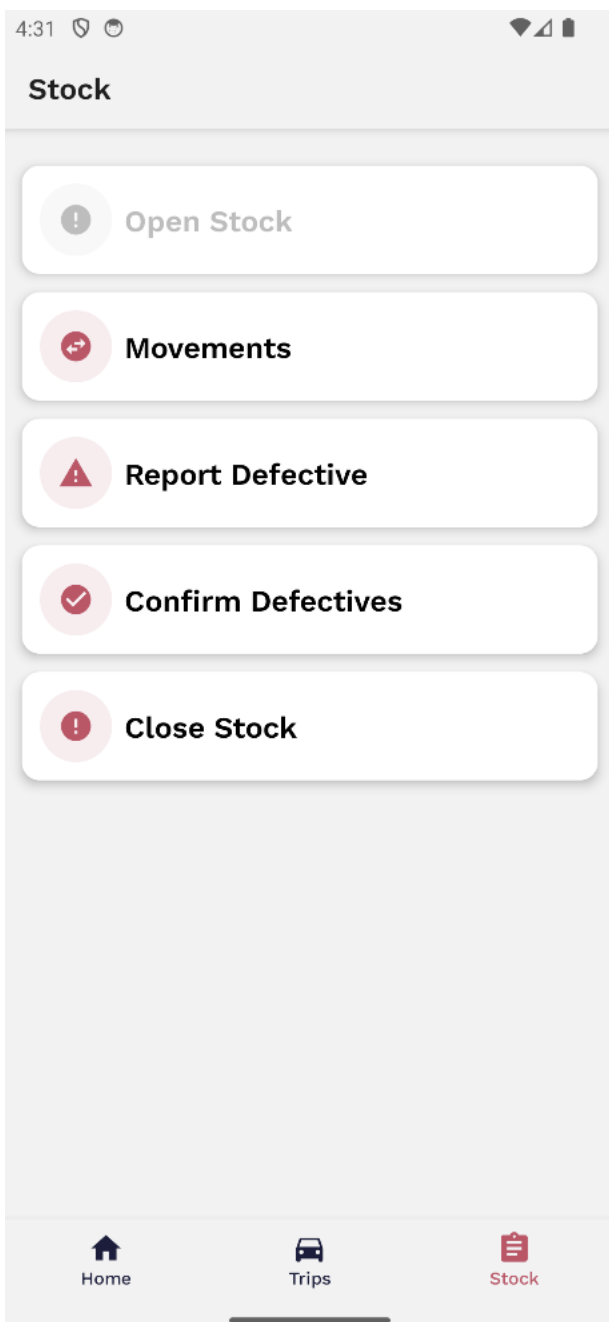 4:31
Stock
Open Stock
Movements
Report Defective
Confirm Defectives
Close Stock
Home
Trips
Stock